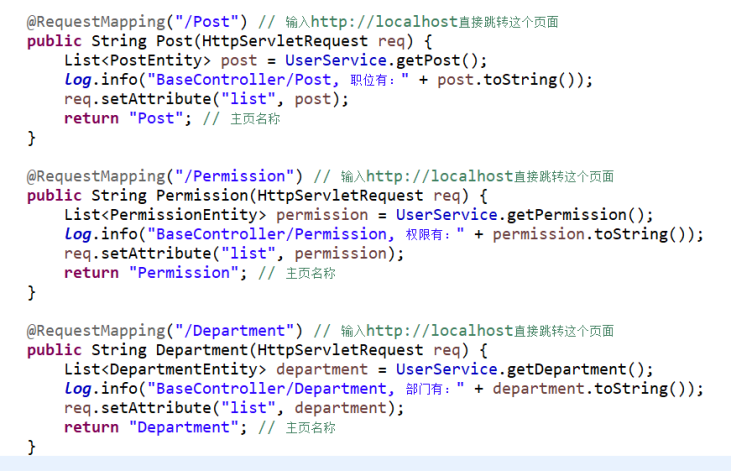 @RequestMapping("/Post") // 输入http://localhost直接跳转这个页面
public String Post(HttpServletRequest req) {
List<PostEntity> post = UserService.getPost();
log.info("BaseController/Post, 职位有：" + post.toString());
req.setAttribute("list", post);
return "Post"; // 主页名称
}
@RequestMapping("/Permission") // 输入http://localhost直接跳转这个页面
public String Permission(HttpServletRequest req) {
List<PermissionEntity> permission = UserService.getPermission();
log.info("BaseController/Permission, 权限有：" + permission.toString());
req.setAttribute("list", permission);
return "Permission"; // 主页名称
}
@RequestMapping("/Department") // 输入http://localhost直接跳转这个页面
public String Department(HttpServletRequest req) {
List<DepartmentEntity> department = UserService.getDepartment();
log.info("BaseController/Department, 部门有：" + department.toString());
req.setAttribute("list", department);
return "Department"; // 主页名称
}